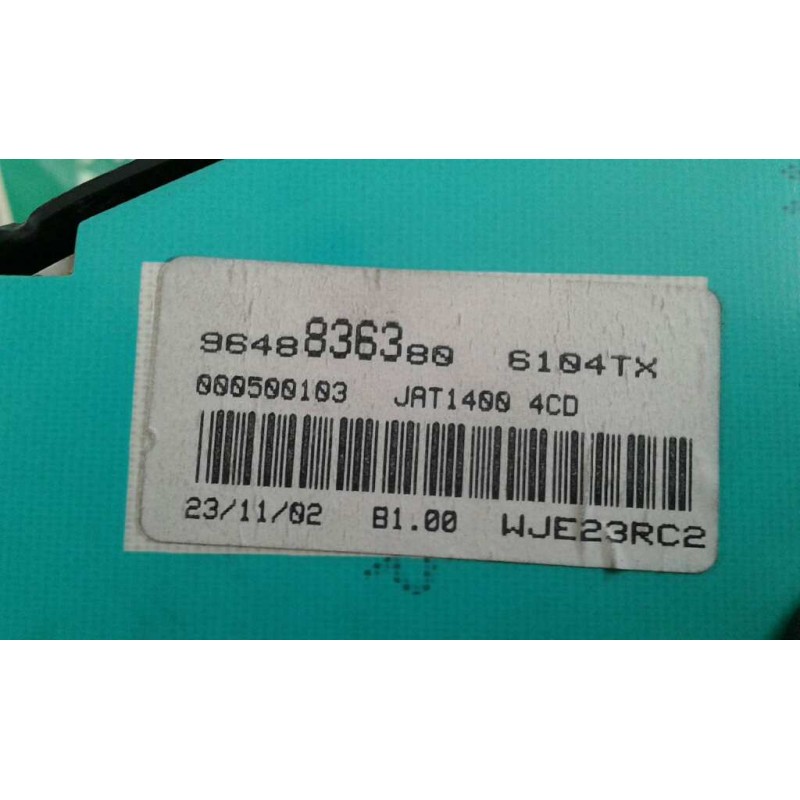 9648836380 6104TX
000500103 JAT1400 4CD
23/11/02 B1.00 WJE23RC2